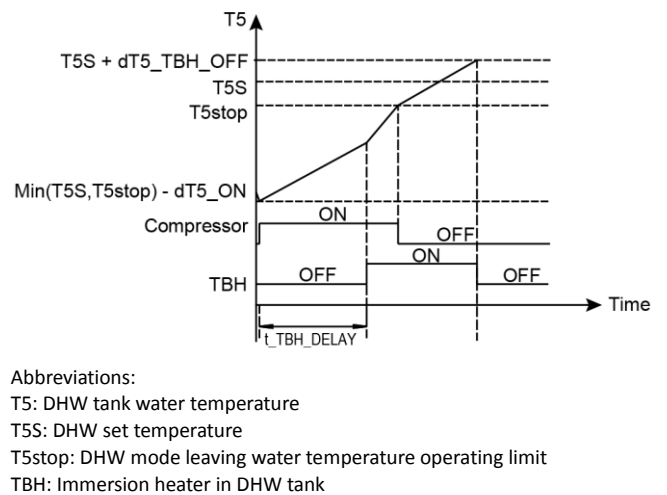 T5
T5S + dT5_TBH_OFF
T5S
T5stop
Min(T5S,T5stop) - dT5_ON
Compressor
ON
OFF
TBH
OFF
ON
OFF
Time
t_TBH_DELAY
Abbreviations:
T5: DHW tank water temperature
T5S: DHW set temperature
T5stop: DHW mode leaving water temperature operating limit
TBH: Immersion heater in DHW tank